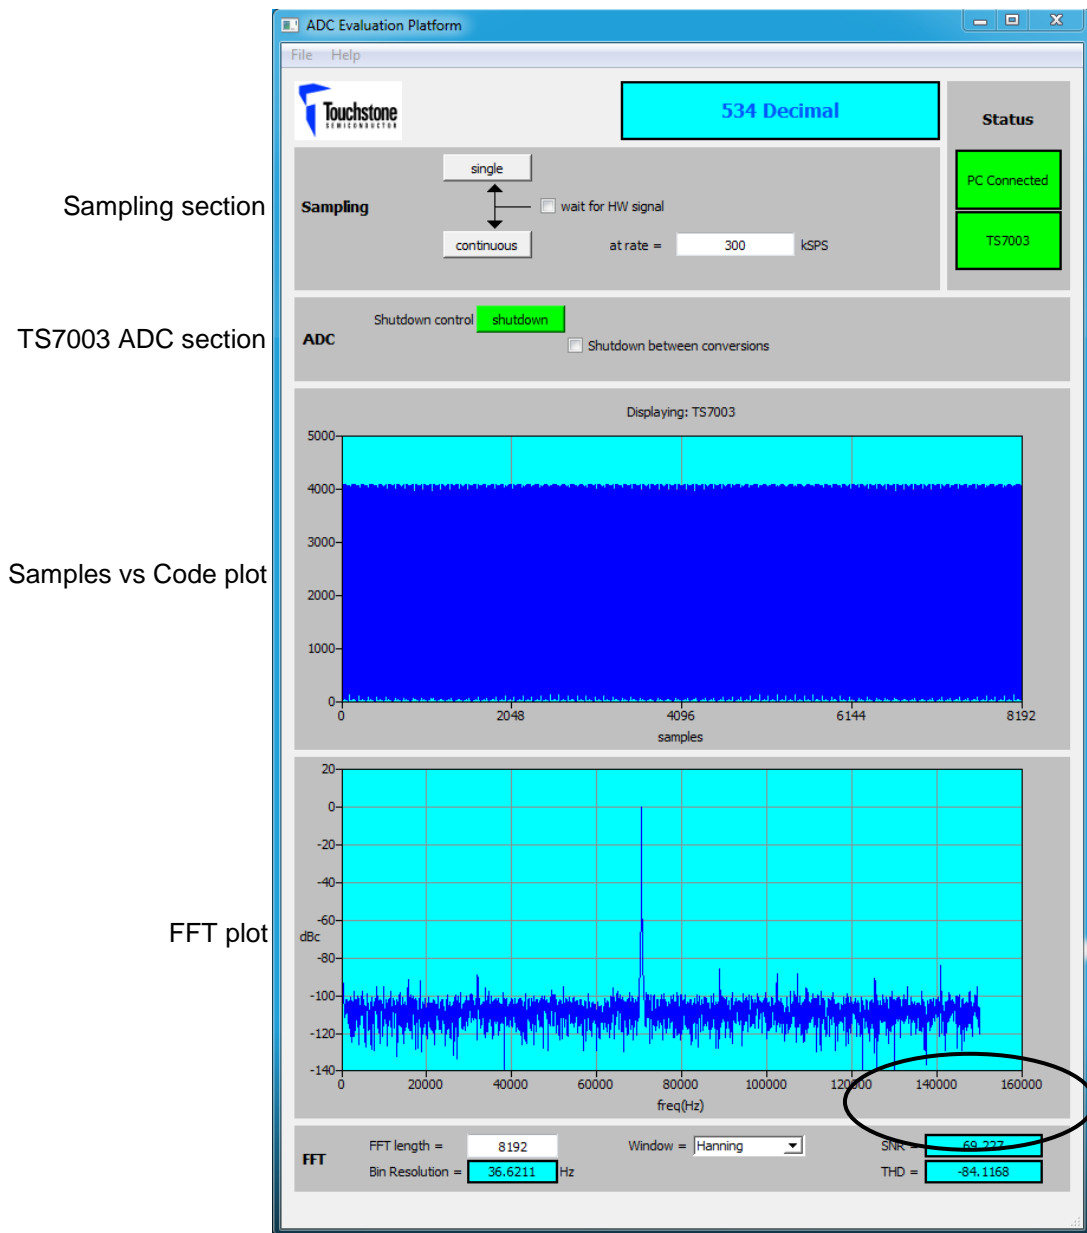 ADC Evaluation Platform
File Help
Touchstone
SEMICONDUCTOR
534 Decimal
Status
single
PC Connected
Sampling section
Sampling
wait for HW signal
continuous
at rate = 300 kSPS
TS7003
Shutdown control shutdown
TS7003 ADC section
ADC
Shutdown between conversions
Displaying: TS7003
5000
4000
3000
Samples vs Code plot
2000
1000
0
0 2048 4096 6144 8192
samples
20
0
-20
-40
-60
FFT plot
dBc
-80
-100
-120
-140
0 20000 40000 60000 80000 100000 120000 140000 160000
freq(Hz)
FFT length = 8192 Window = Hanning SNR = 69.227
FFT
Bin Resolution = 36.6211 Hz THD = -84.1168